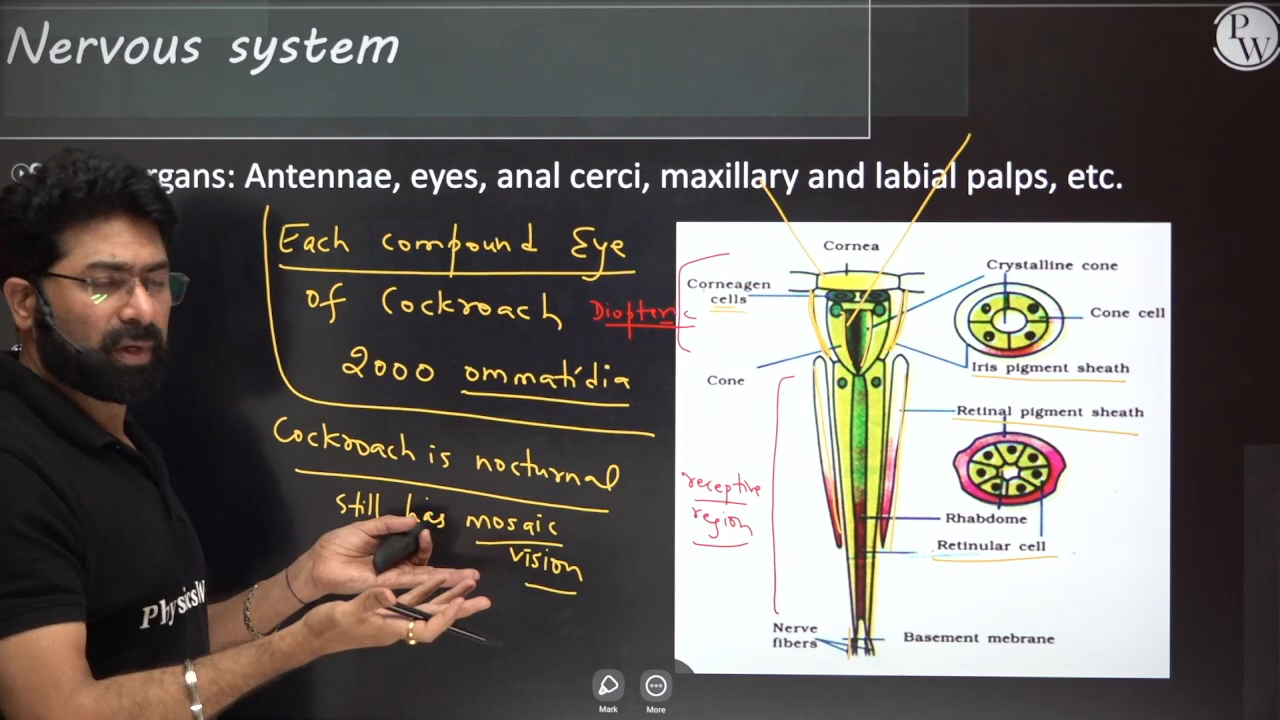 Nervous system
PW
rgans: Antennae, eyes, anal cerci, maxillary and labial palps, etc.
Each compound Eye
of Cockroach
2000 ommatidia
Cockroach is nocturnal
still has mosaic
vision
Dioptric
receptive
region
Cornea
Corneagen
cells
Crystalline cone
Cone cell
Cone
Iris pigment sheath
Retinal pigment sheath
Rhabdome
Retinular cell
Nerve
fibers
Basement mebrane
PhysicsW
Mark
More